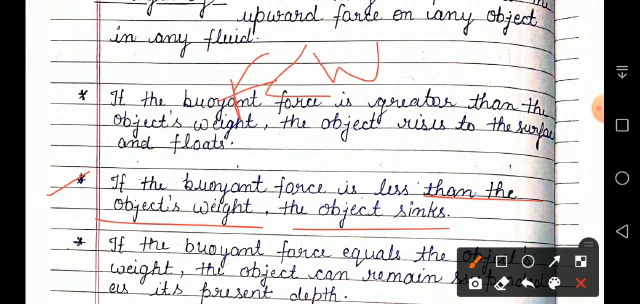 upward force on any object
in any fluid.
F < W
* If the buoyant force is greater than the
object's weight, the object rises to the surface
and floats.
* If the buoyant force is less than the
object's weight, the object sinks.
* If the buoyant force equals the object's
weight, the object can remain suspended
as its present depth.